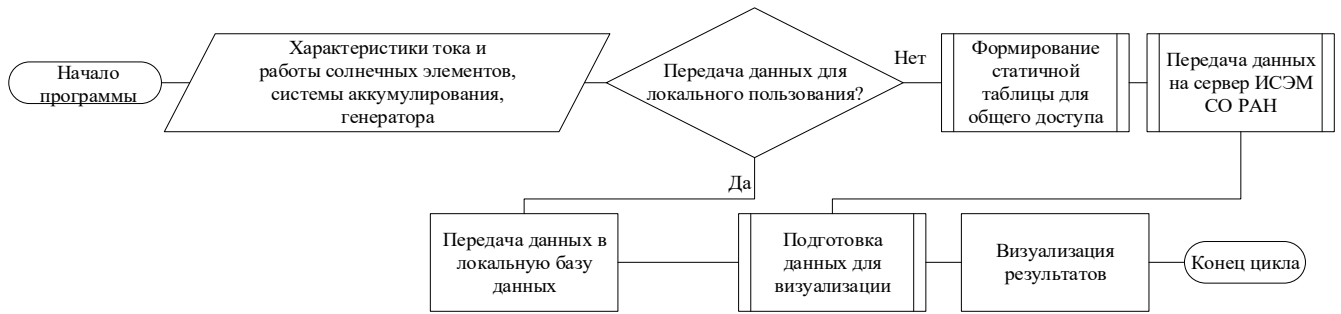 Начало
программы
Характеристики тока и
работы солнечных элементов,
системы аккумулирования,
генератора
Передача данных для
локального пользования?
Нет
Формирование
статичной
таблицы для
общего доступа
Передача данных
на сервер ИСЭМ
СО РАН
Да
Передача данных в
локальную базу
данных
Подготовка
данных для
визуализации
Визуализация
результатов
Конец цикла